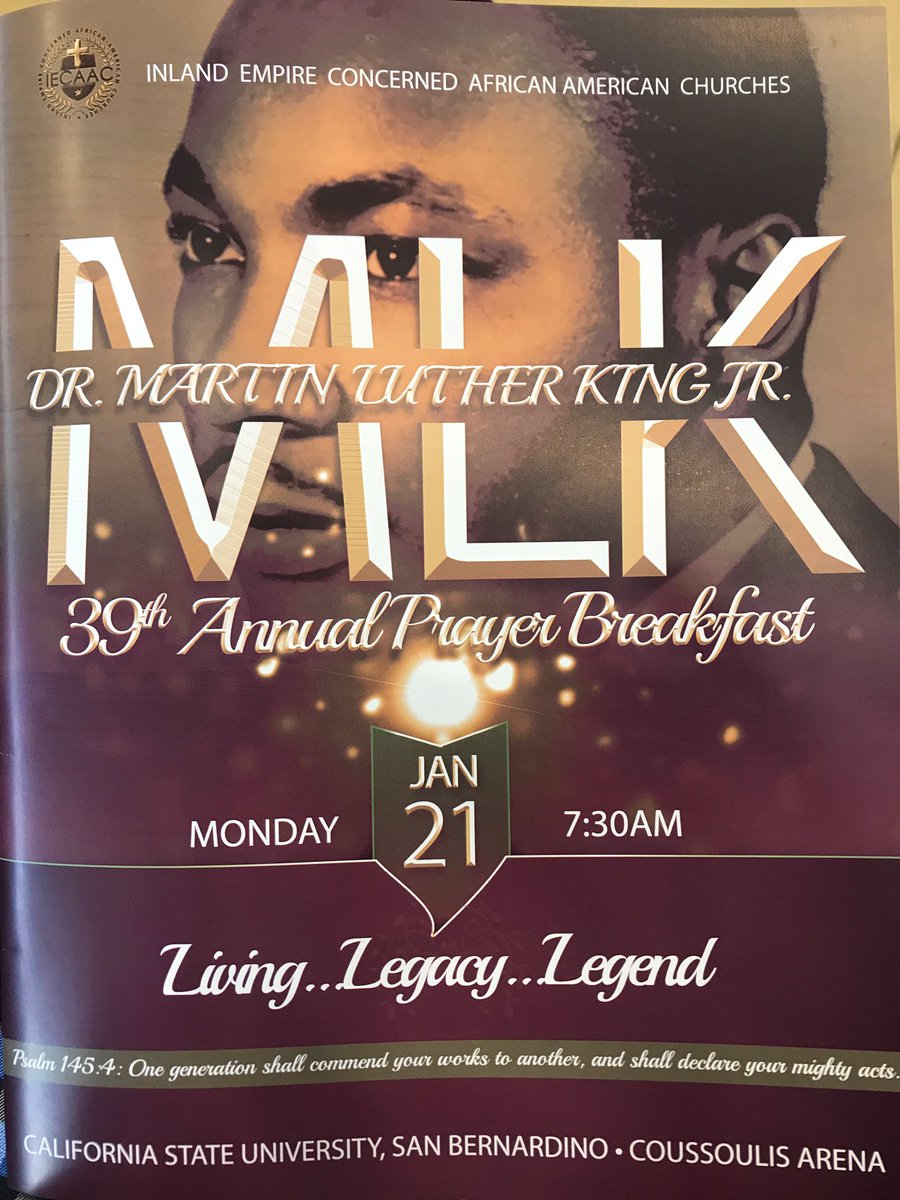 IECAAC
INLAND EMPIRE CONCERNED AFRICAN AMERICAN CHURCHES
MLK
DR. MARTIN LUTHER KING JR.
39th Annual Prayer Breakfast
JAN
MONDAY 21 7:30AM
Living...Legacy...Legend
Psalm 145:4: One generation shall commend your works to another, and shall declare your mighty acts.
CALIFORNIA STATE UNIVERSITY, SAN BERNARDINO • COUSSOULIS ARENA